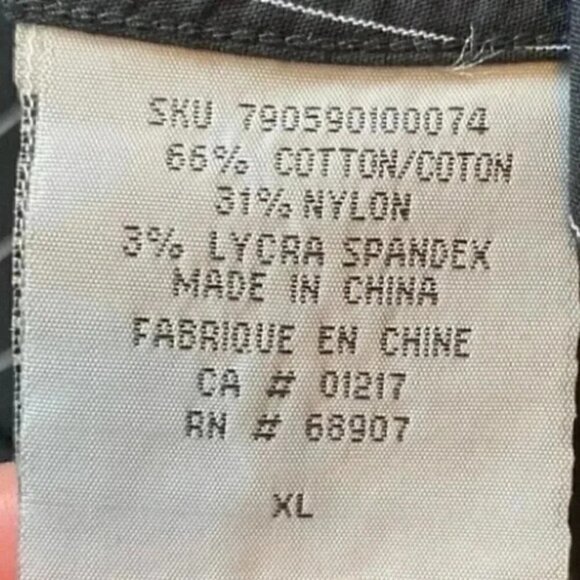 SKU 790590100074
66% COTTON/COTON
31% NYLON
3% LYCRA SPANDEX
MADE IN CHINA
FABRIQUE EN CHINE
CA # 01217
RN # 68907
XL